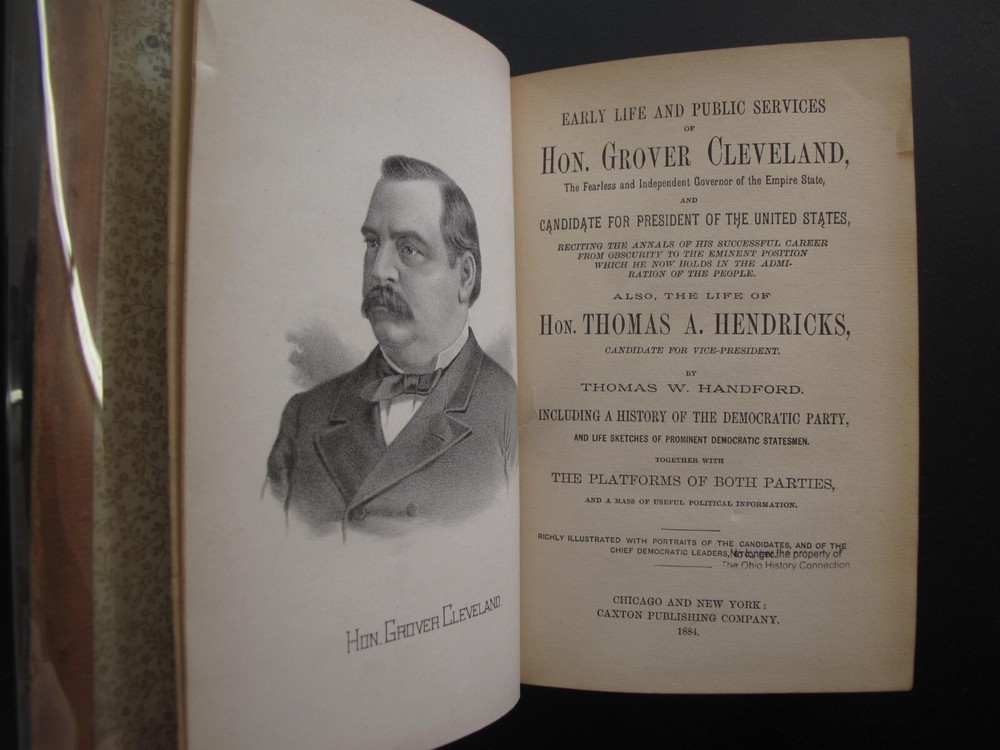 HON. GROVER CLEVELAND.
EARLY LIFE AND PUBLIC SERVICES
OF
HON. GROVER CLEVELAND,
The Fearless and Independent Governor of the Empire State,
AND
CANDIDATE FOR PRESIDENT OF THE UNITED STATES,
RECITING THE ANNALS OF HIS SUCCESSFUL CAREER
FROM OBSCURITY TO THE EMINENT POSITION
WHICH HE NOW HOLDS IN THE ADMI-
RATION OF THE PEOPLE.
ALSO, THE LIFE OF
HON. THOMAS A. HENDRICKS,
CANDIDATE FOR VICE-PRESIDENT.
BY
THOMAS W. HANDFORD.
INCLUDING A HISTORY OF THE DEMOCRATIC PARTY,
AND LIFE SKETCHES OF PROMINENT DEMOCRATIC STATESMEN.
TOGETHER WITH
THE PLATFORMS OF BOTH PARTIES,
AND A MASS OF USEFUL POLITICAL INFORMATION.
RICHLY ILLUSTRATED WITH PORTRAITS OF THE CANDIDATES, AND OF THE
CHIEF DEMOCRATIC LEADERS,
No longer the property of
The Ohio History Connection
CHICAGO AND NEW YORK:
CAXTON PUBLISHING COMPANY.
1884.